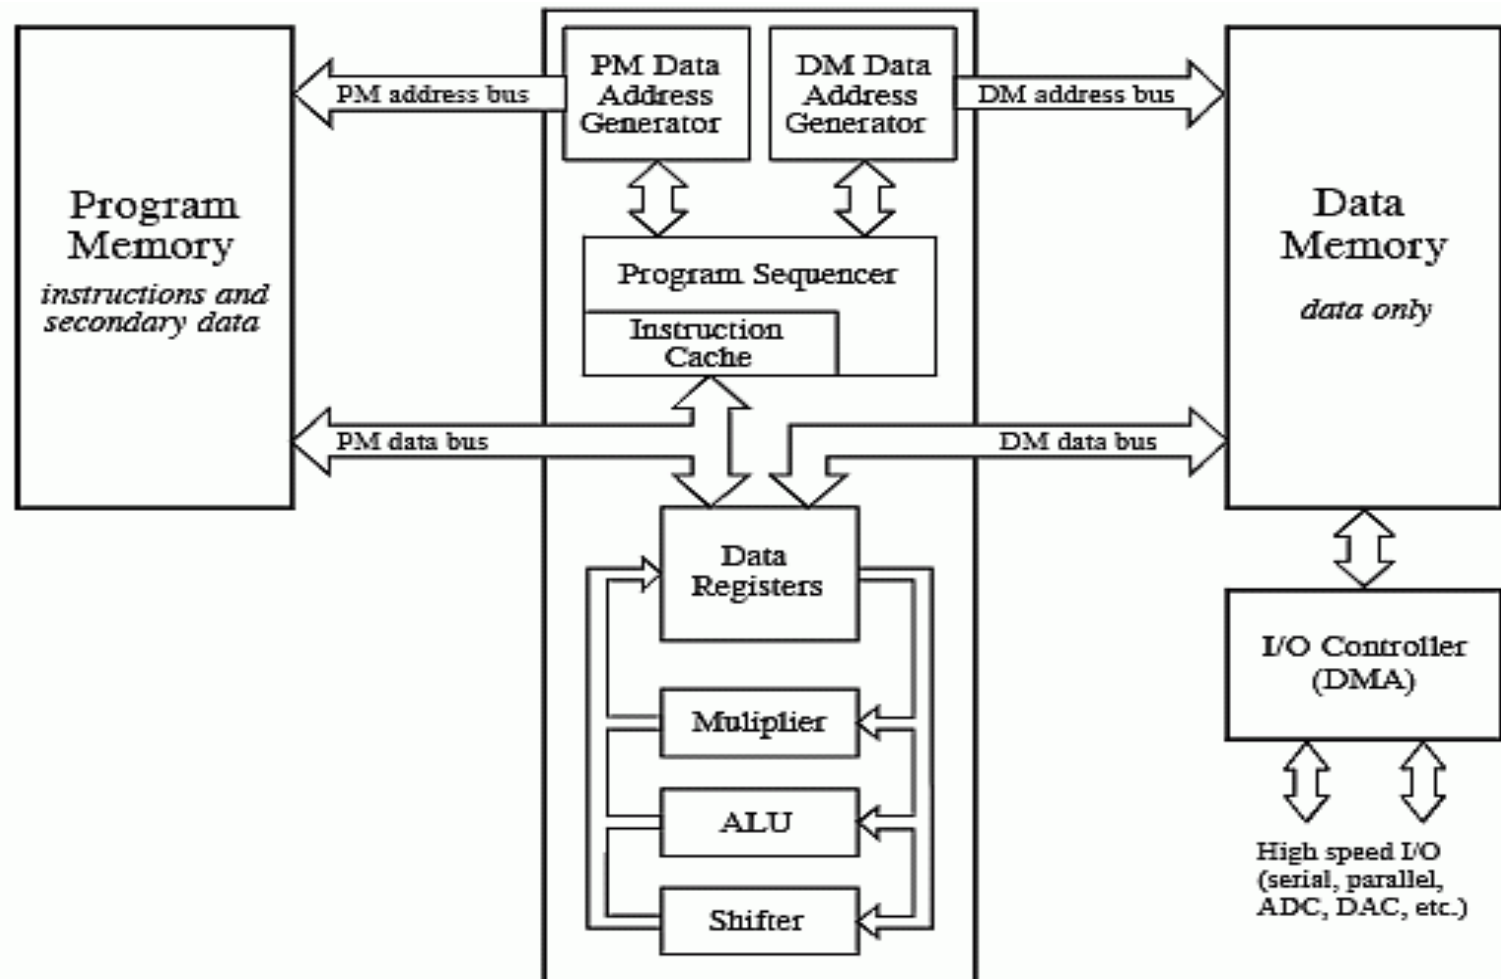 PM Data
Address
Generator
DM Data
Address
Generator
PM address bus
DM address bus
Program
Memory
instructions and
secondary data
Program Sequencer
Instruction
Cache
Data
Memory
data only
PM data bus
DM data bus
Data
Registers
Muliplier
ALU
Shifter
I/O Controller
(DMA)
High speed I/O
(serial, parallel,
ADC, DAC, etc.)